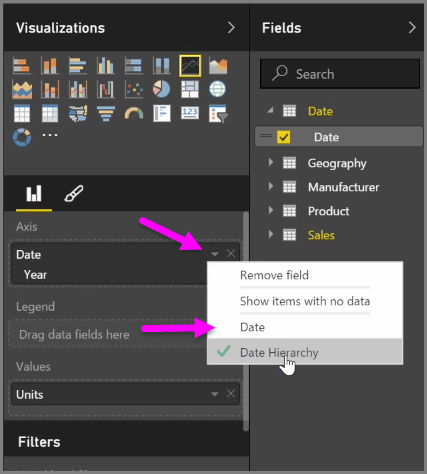 Visualizations
Fields
Search
Date
Date
Geography
Manufacturer
Product
Sales
Axis
Date
Year
Legend
Drag data fields here
Values
Units
Filters
Remove field
Show items with no data
Date
Date Hierarchy